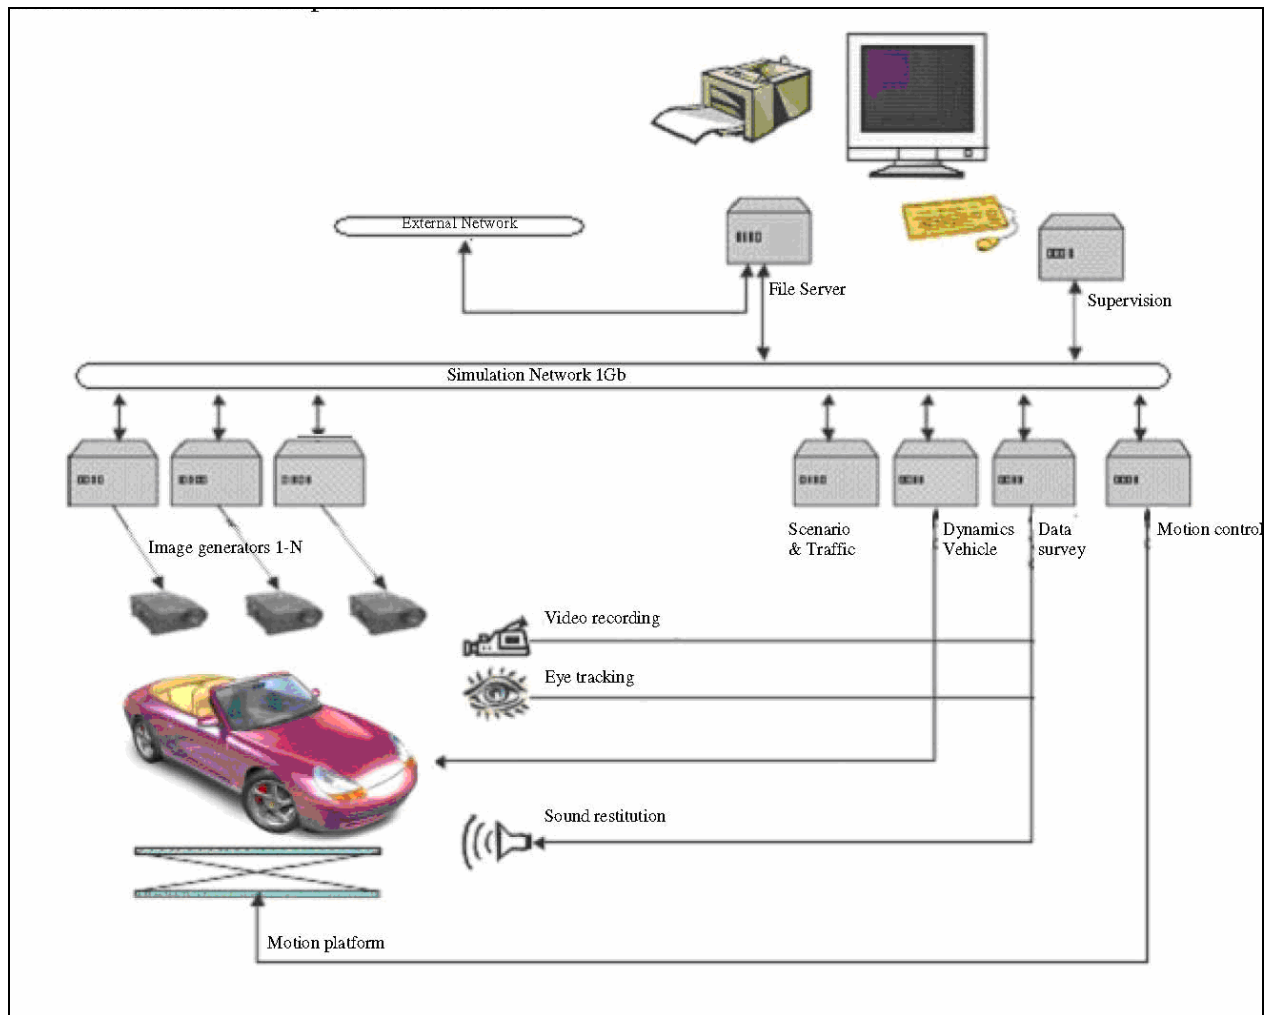 External Network
File Server
Supervision
Simulation Network 1Gb
Image generators 1-N
Scenario
& Traffic
Dynamics
Vehicle
Data
survey
Motion control
Video recording
Eye tracking
Sound restitution
Motion platform